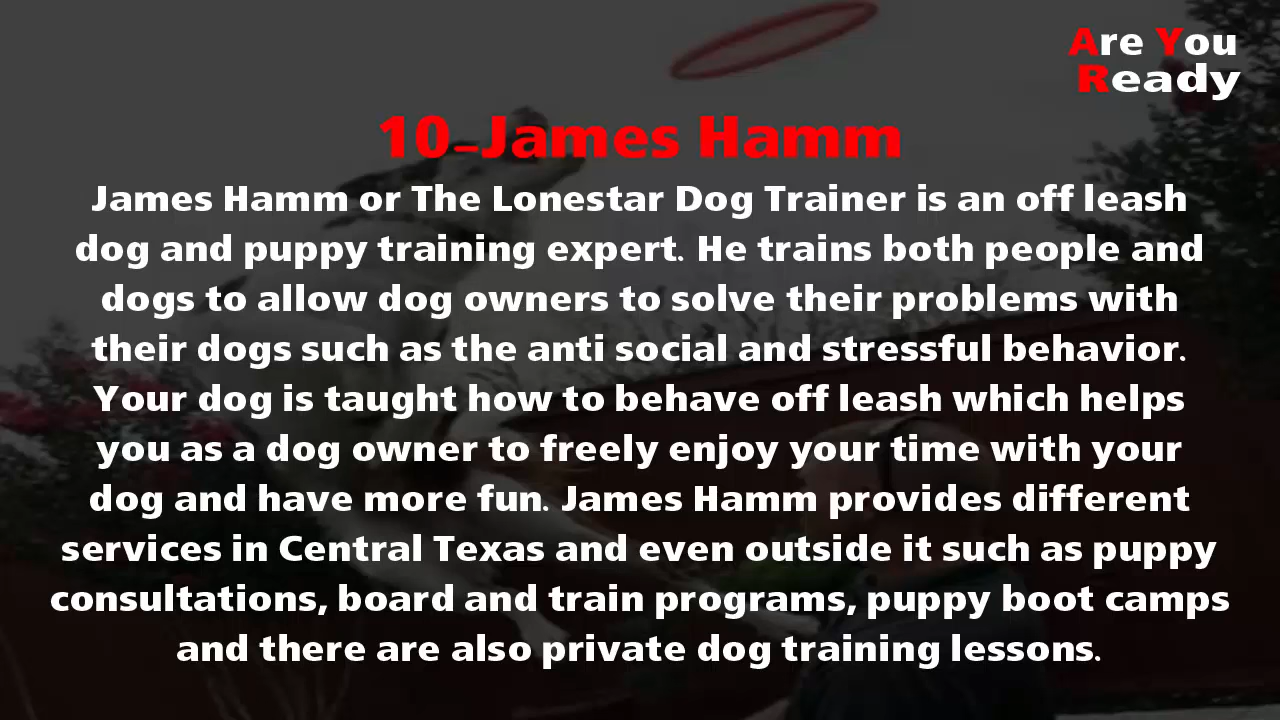 Are You
Ready
10-James Hamm
James Hamm or The Lonestar Dog Trainer is an off leash
dog and puppy training expert. He trains both people and
dogs to allow dog owners to solve their problems with
their dogs such as the anti social and stressful behavior.
Your dog is taught how to behave off leash which helps
you as a dog owner to freely enjoy your time with your
dog and have more fun. James Hamm provides different
services in Central Texas and even outside it such as puppy
consultations, board and train programs, puppy boot camps
and there are also private dog training lessons.